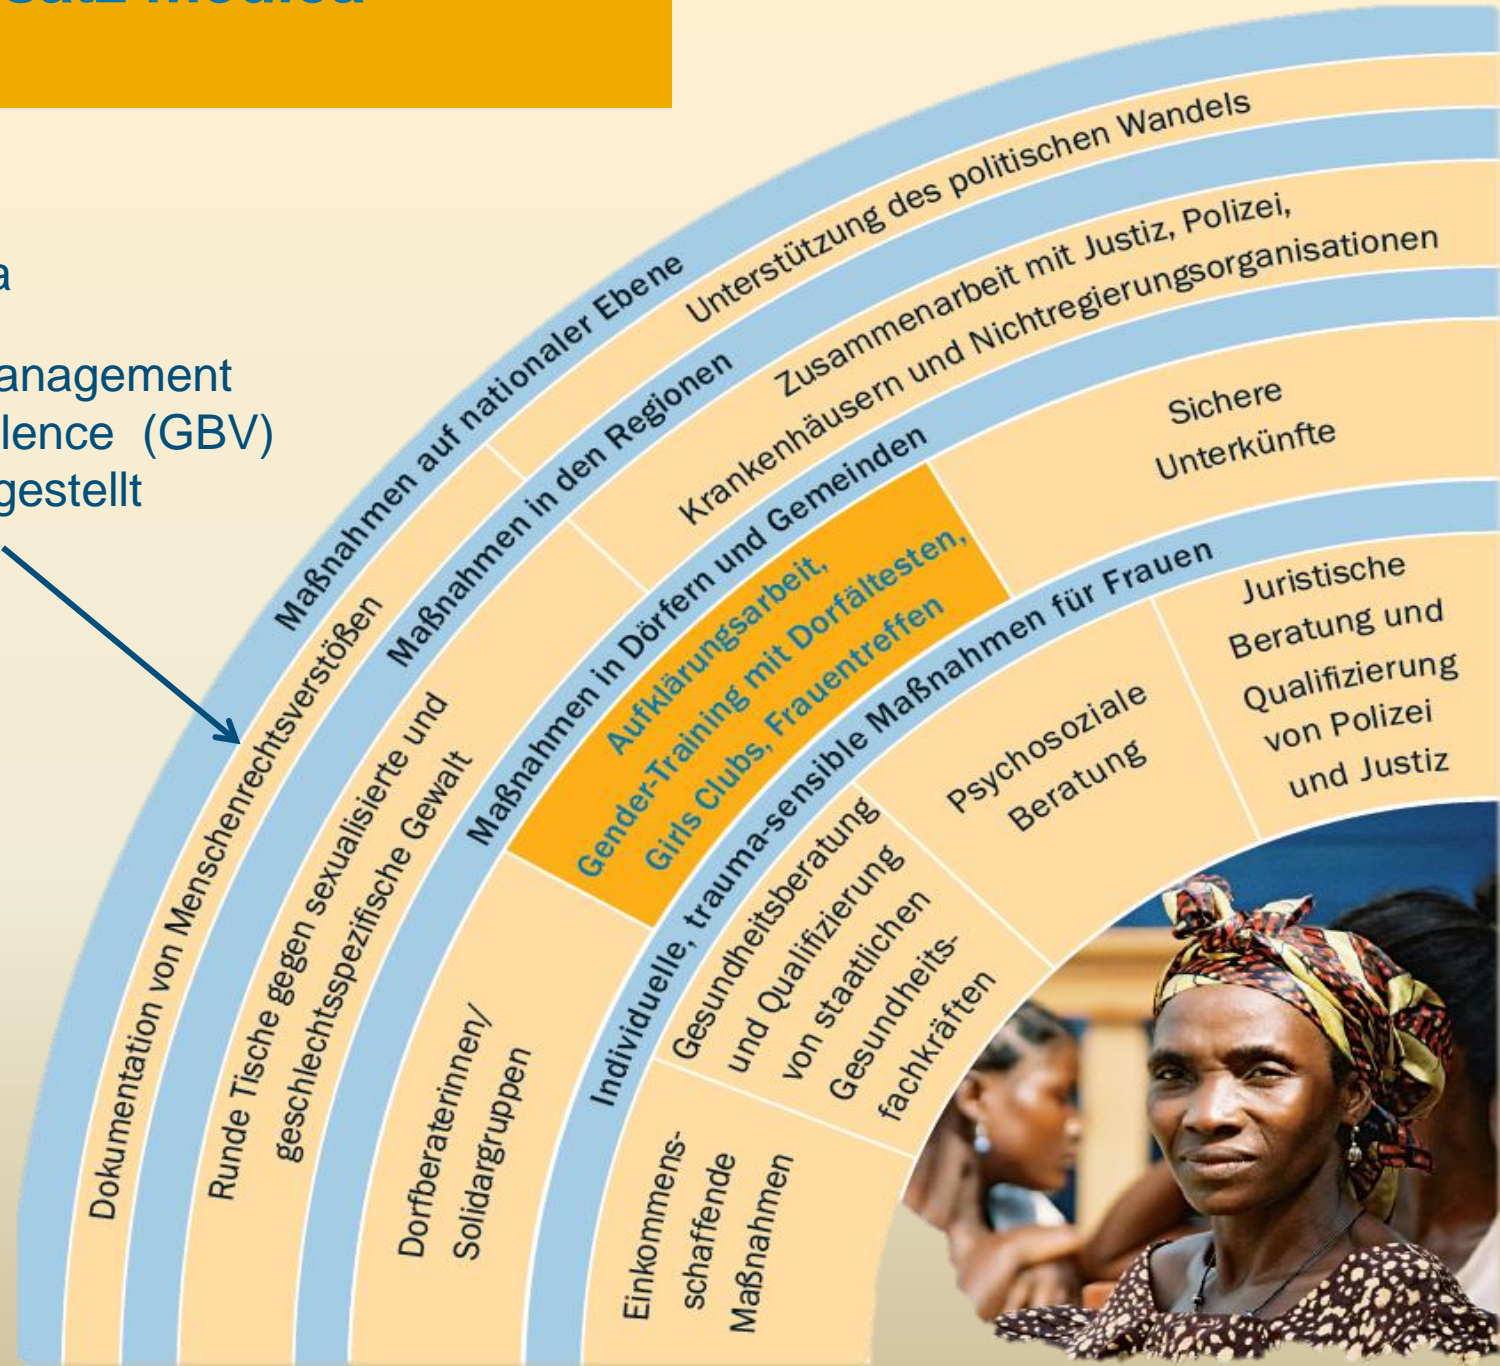 satz medica
a
anagement
lence (GBV)
gestellt
Maßnahmen auf nationaler Ebene
Dokumentation von Menschenrechtsverstößen
Unterstützung des politischen Wandels
Maßnahmen in den Regionen
Runde Tische gegen sexualisierte und
geschlechtsspezifische Gewalt
Zusammenarbeit mit Justiz, Polizei,
Krankenhäusern und Nichtregierungsorganisationen
Maßnahmen in Dörfern und Gemeinden
Dorfberaterinnen/
Solidargruppen
Aufklärungsarbeit,
Gender-Training mit Dorfältesten,
Girls Clubs, Frauentreffen
Sichere
Unterkünfte
Individuelle, trauma-sensible Maßnahmen für Frauen
Einkommens-
schaffende
Maßnahmen
Gesundheitsberatung
und Qualifizierung
von staatlichen
Gesundheits-
fachkräften
Psychosoziale
Beratung
Juristische
Beratung und
Qualifizierung
von Polizei
und Justiz